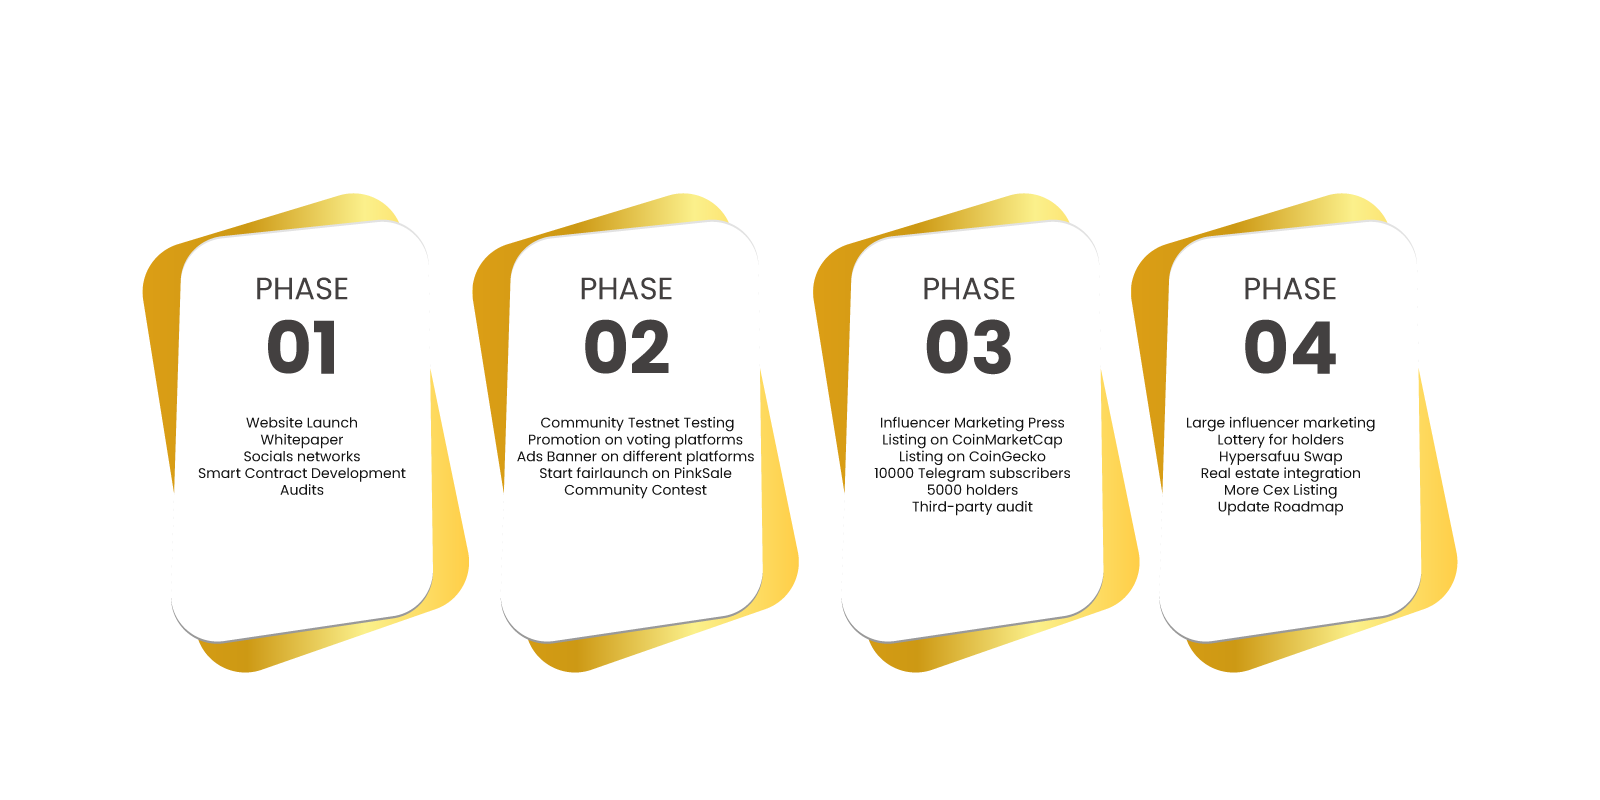 PHASE
01
Website Launch
Whitepaper
Socials networks
Smart Contract Development
Audits
PHASE
02
Community Testnet Testing
Promotion on voting platforms
Ads Banner on different platforms
Start fairlaunch on PinkSale
Community Contest
PHASE
03
Influencer Marketing Press
Listing on CoinMarketCap
Listing on CoinGecko
10000 Telegram subscribers
5000 holders
Third-party audit
PHASE
04
Large influencer marketing
Lottery for holders
Hypersafuu Swap
Real estate integration
More Cex Listing
Update Roadmap